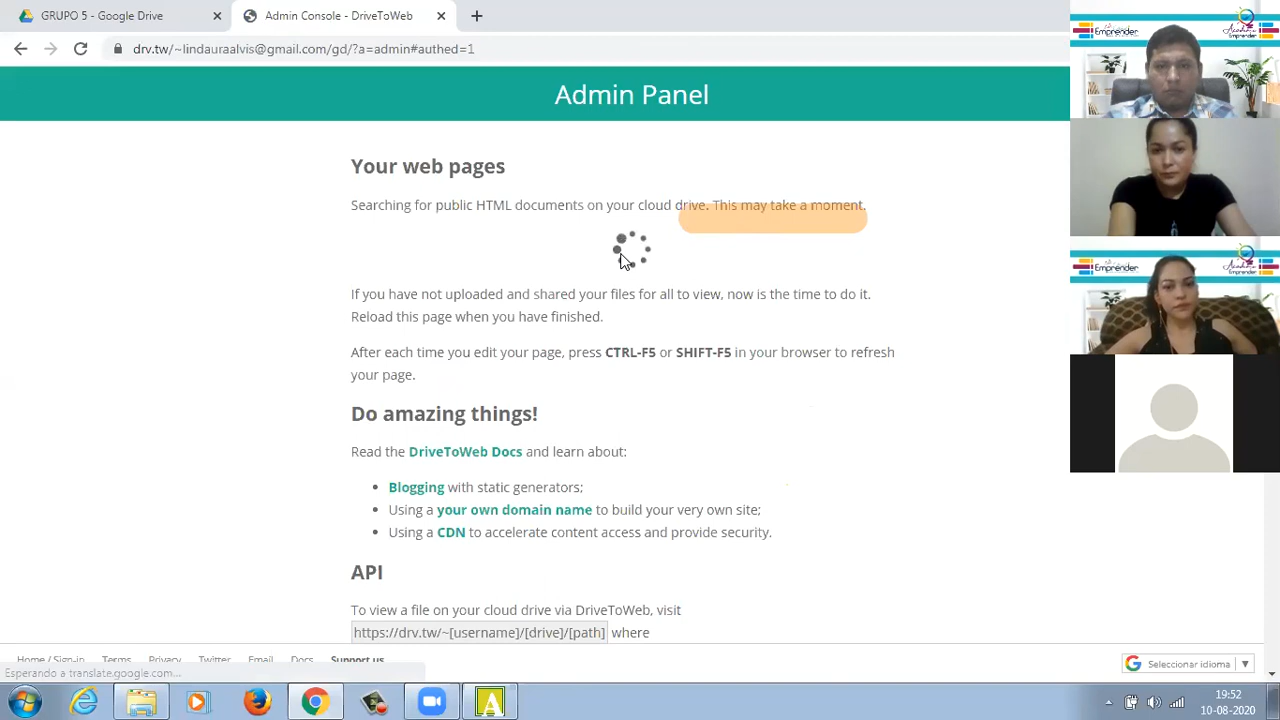 GRUPO 5 - Google Drive
Admin Console - DriveToWeb
drv.tw/~lindauraalvis@gmail.com/gd/?a=admin#authed=1
Admin Panel
Your web pages
Searching for public HTML documents on your cloud drive. This may take a moment.
If you have not uploaded and shared your files for all to view, now is the time to do it.
Reload this page when you have finished.
After each time you edit your page, press CTRL-F5 or SHIFT-F5 in your browser to refresh
your page.
Do amazing things!
Read the DriveToWeb Docs and learn about:
• Blogging with static generators;
• Using a your own domain name to build your very own site;
• Using a CDN to accelerate content access and provide security.
API
To view a file on your cloud drive via DriveToWeb, visit
https://drv.tw/~[username]/[drive]/[path] where
Home / Sign-in Terms Privacy Twitter Email Docs Support us
Seleccionar idioma
Esperando a translate.google.com...
19:52
10-08-2020
Emprender
Emprender
Emprender
Emprender